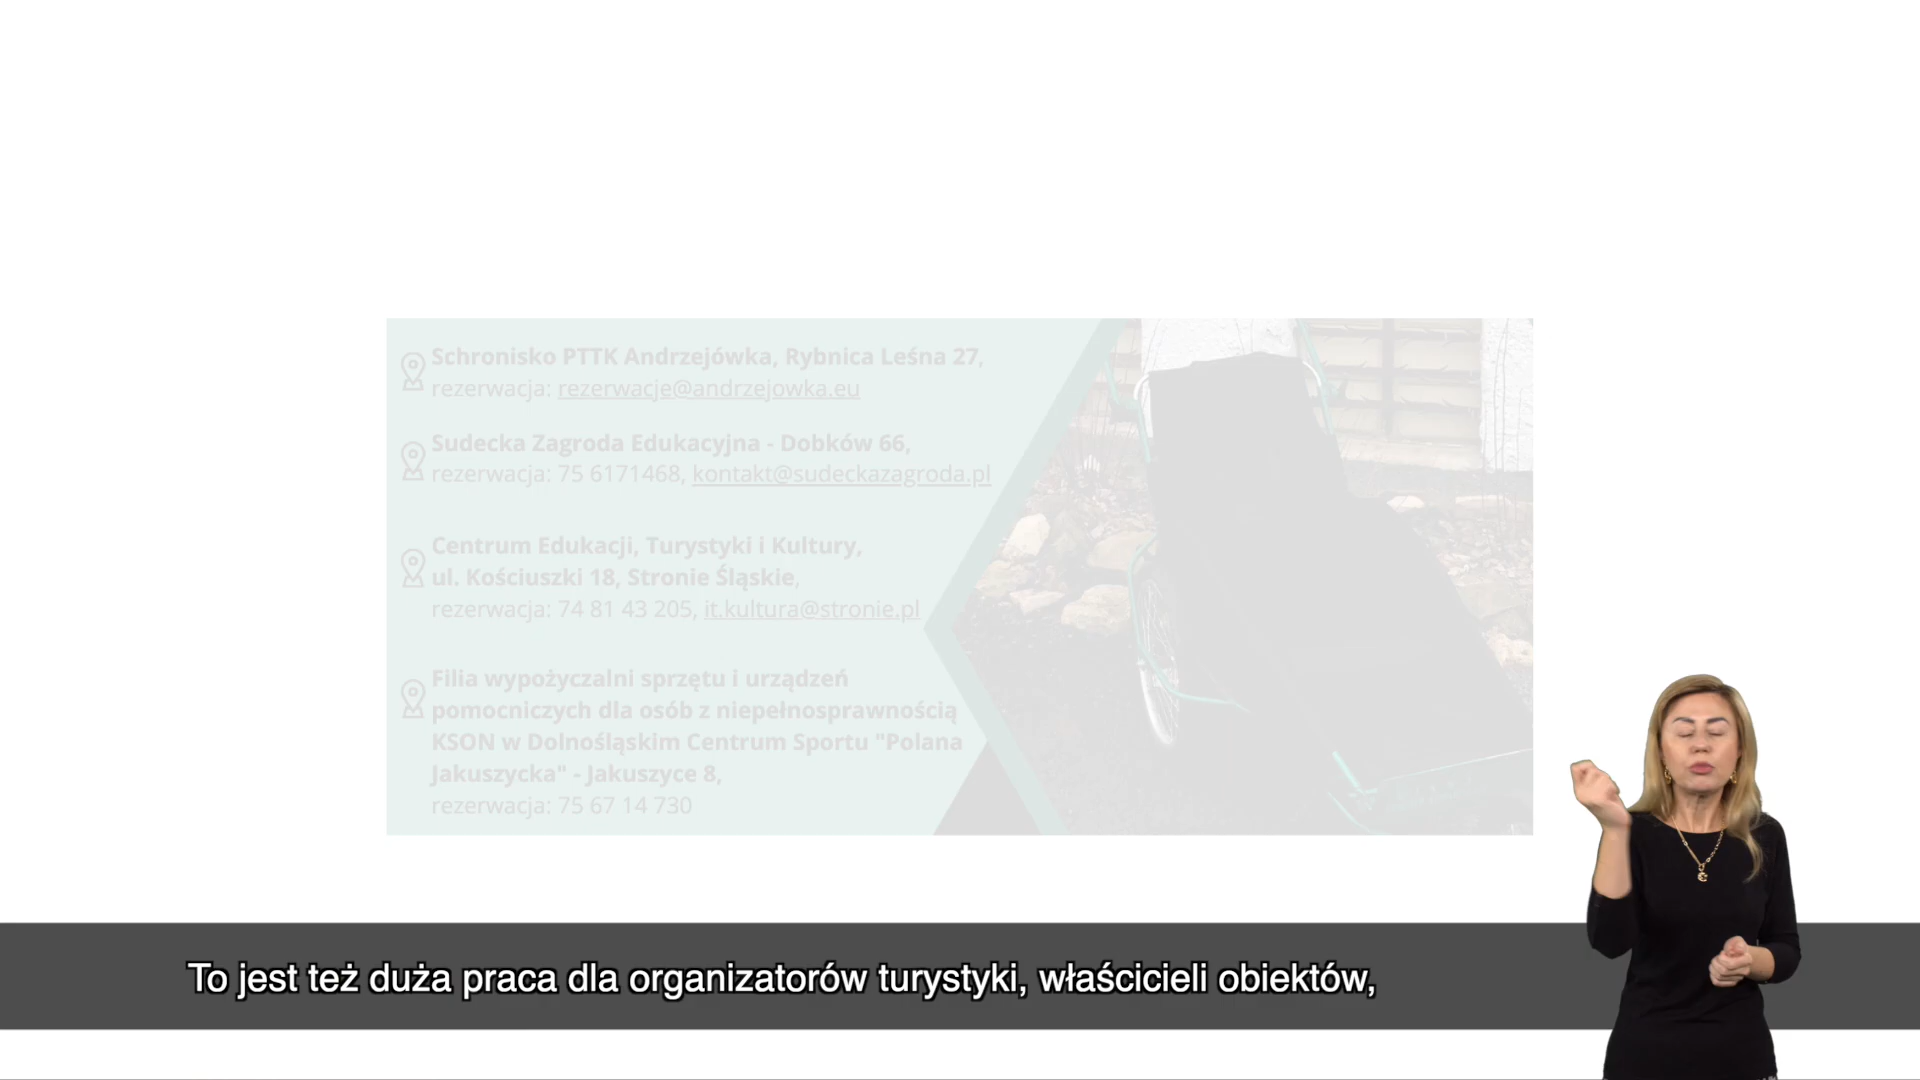 Schronisko PTTK Andrzejówka, Rybnica Leśna 27,
rezerwacja: rezerwacje@andrzejowka.eu
Sudecka Zagroda Edukacyjna - Dobków 66,
rezerwacja: 75 6171468, kontakt@sudeckazagroda.pl
Centrum Edukacji, Turystyki i Kultury,
ul. Kościuszki 18, Stronie Śląskie,
rezerwacja: 74 81 43 205, it.kultura@stronie.pl
Filia wypożyczalni sprzętu i urządzeń
pomocniczych dla osób z niepełnosprawnością
KSON w Dolnośląskim Centrum Sportu "Polana
Jakuszycka" - Jakuszyce 8,
rezerwacja: 75 67 14 730
To jest też duża praca dla organizatorów turystyki, właścicieli obiektów,